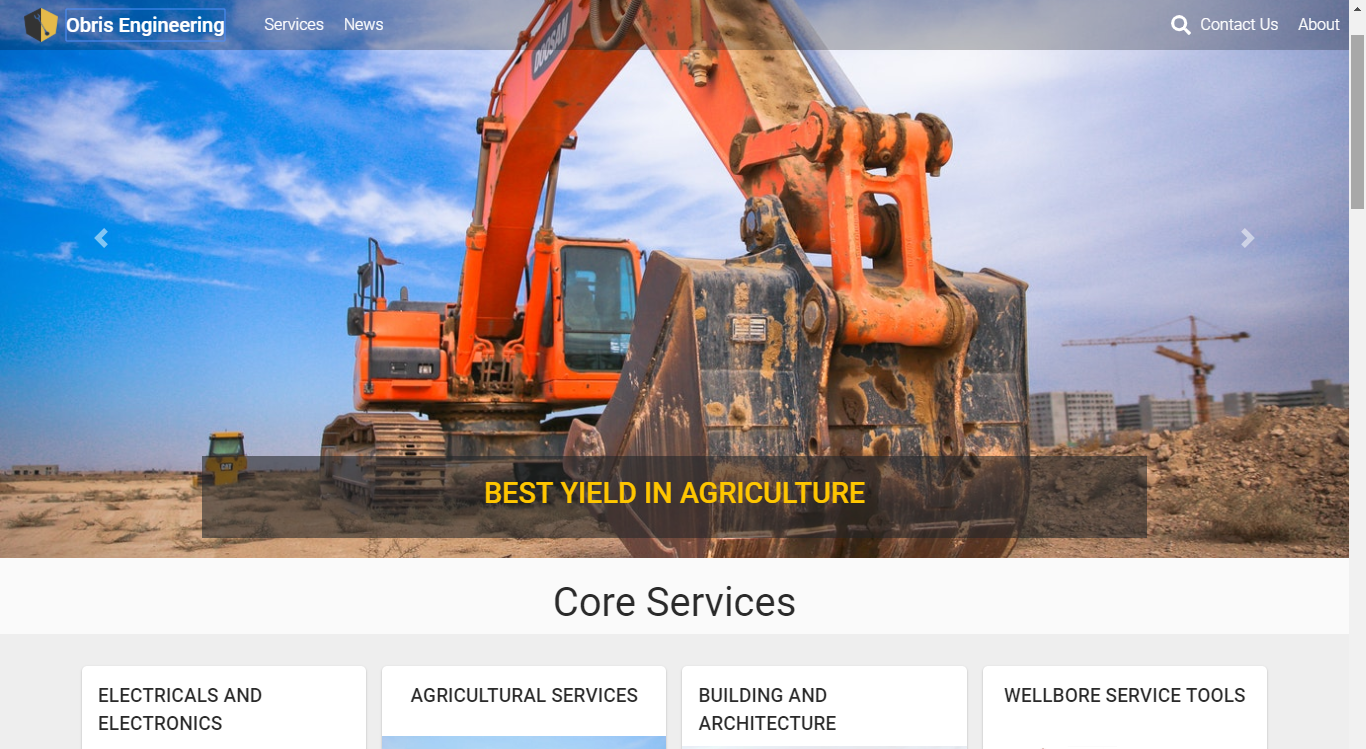 Obris Engineering
Services
News
Contact Us
About
DOOSAN
CAT
BEST YIELD IN AGRICULTURE
Core Services
ELECTRICALS AND
ELECTRONICS
AGRICULTURAL SERVICES
BUILDING AND
ARCHITECTURE
WELLBORE SERVICE TOOLS